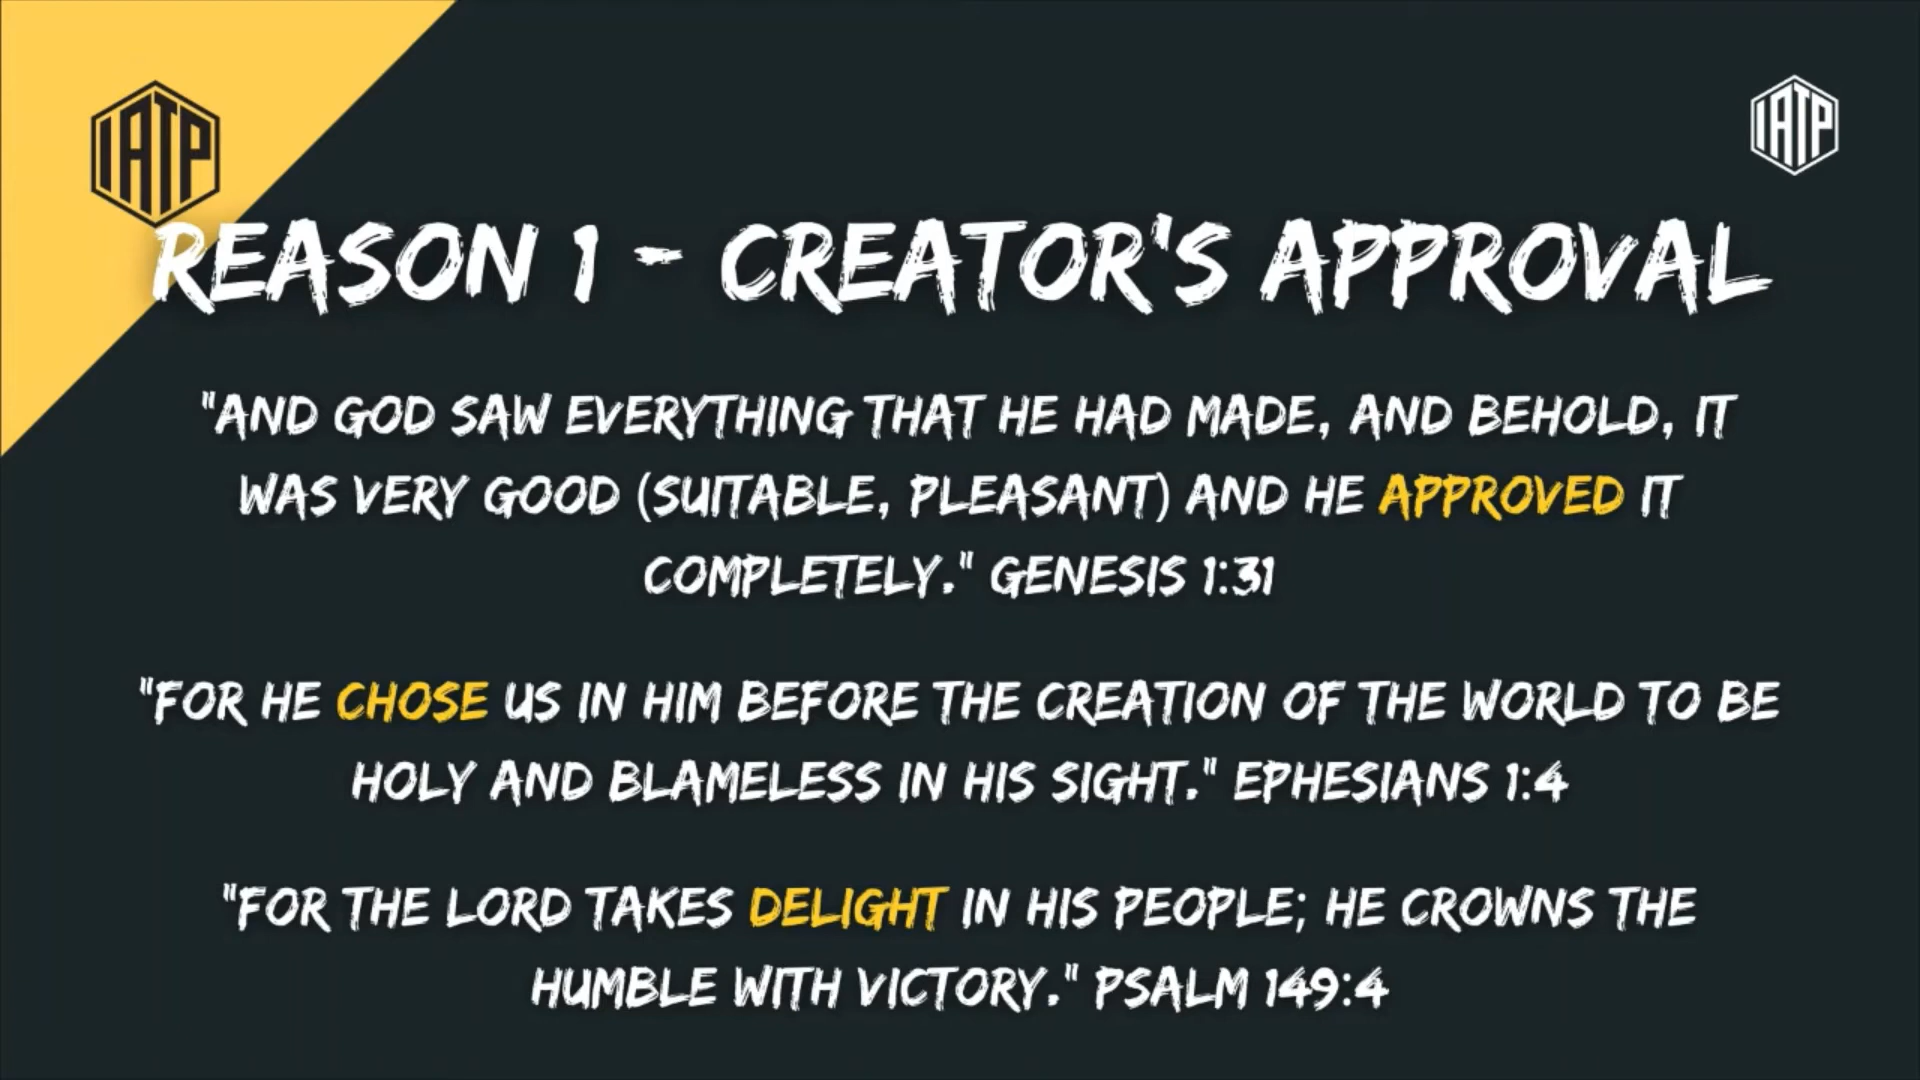 IATP
IATP
REASON 1 - CREATOR'S APPROVAL
"AND GOD SAW EVERYTHING THAT HE HAD MADE, AND BEHOLD, IT
WAS VERY GOOD (SUITABLE, PLEASANT) AND HE APPROVED IT
COMPLETELY." GENESIS 1:31
"FOR HE CHOSE US IN HIM BEFORE THE CREATION OF THE WORLD TO BE
HOLY AND BLAMELESS IN HIS SIGHT." EPHESIANS 1:4
"FOR THE LORD TAKES DELIGHT IN HIS PEOPLE; HE CROWNS THE
HUMBLE WITH VICTORY." PSALM 149:4